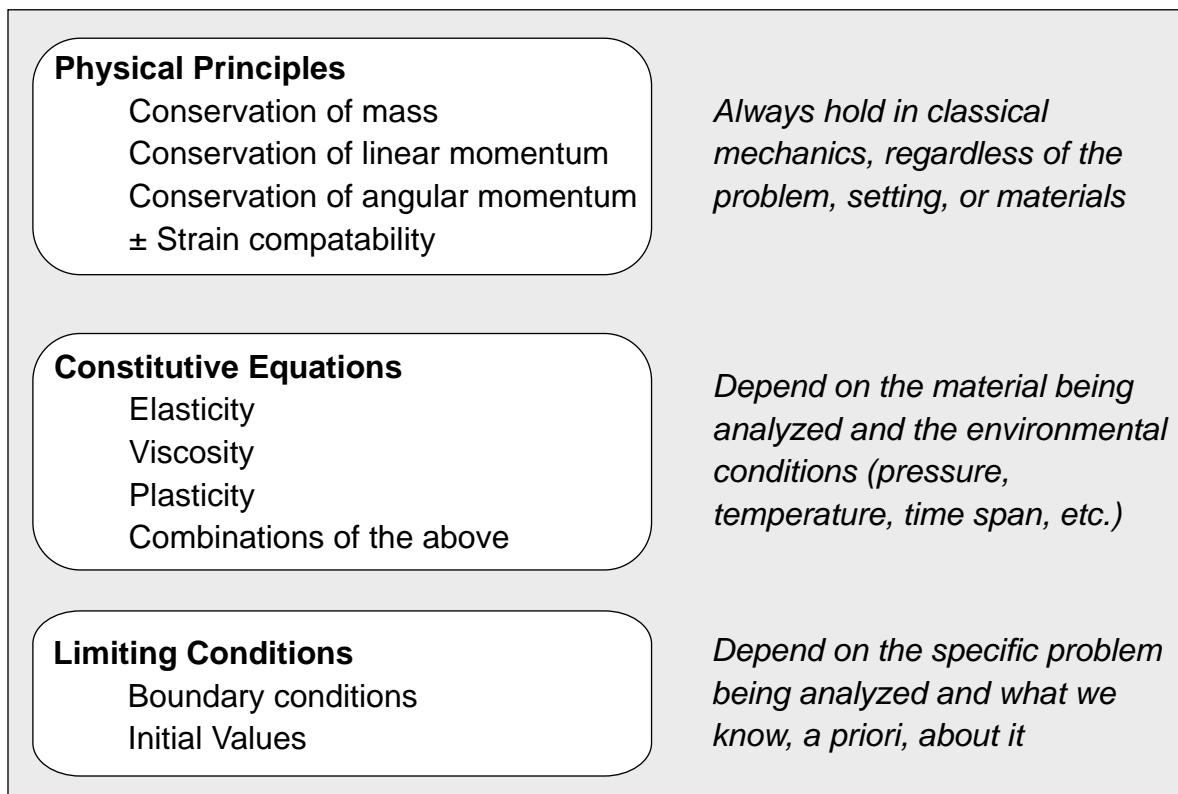 Physical Principles
Conservation of mass
Conservation of linear momentum
Conservation of angular momentum
± Strain compatability
Always hold in classical
mechanics, regardless of the
problem, setting, or materials
Constitutive Equations
Elasticity
Viscosity
Plasticity
Combinations of the above
Depend on the material being
analyzed and the environmental
conditions (pressure,
temperature, time span, etc.)
Limiting Conditions
Boundary conditions
Initial Values
Depend on the specific problem
being analyzed and what we
know, a priori, about it